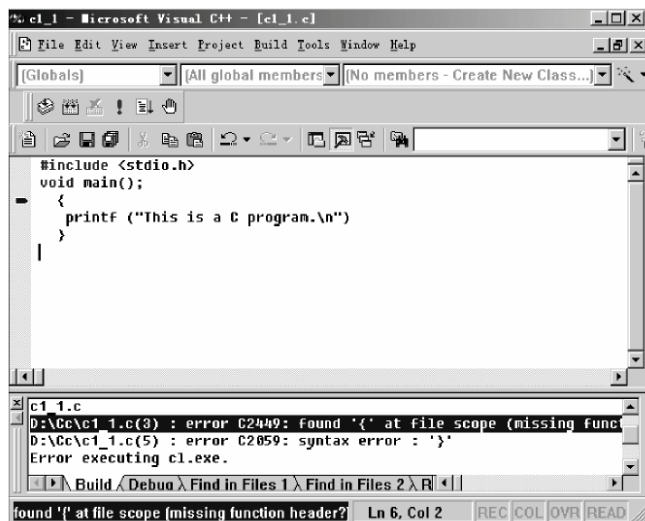 c1_1 - Microsoft Visual C++ - [c1_1.c]
File Edit View Insert Project Build Tools Window Help
(Globals) (All global members (No members - Create New Class...)
#include <stdio.h>
void main();
{
printf ("This is a C program.\n")
}
c1_1.c
D:\Cc\c1_1.c(3) : error C2449: found '{' at file scope (missing funct
D:\Cc\c1_1.c(5) : error C2059: syntax error : '}'
Error executing cl.exe.
Build Debug Find in Files 1 Find in Files 2 R
found '{' at file scope (missing function header?) Ln 6, Col 2 REC COL OVR READ